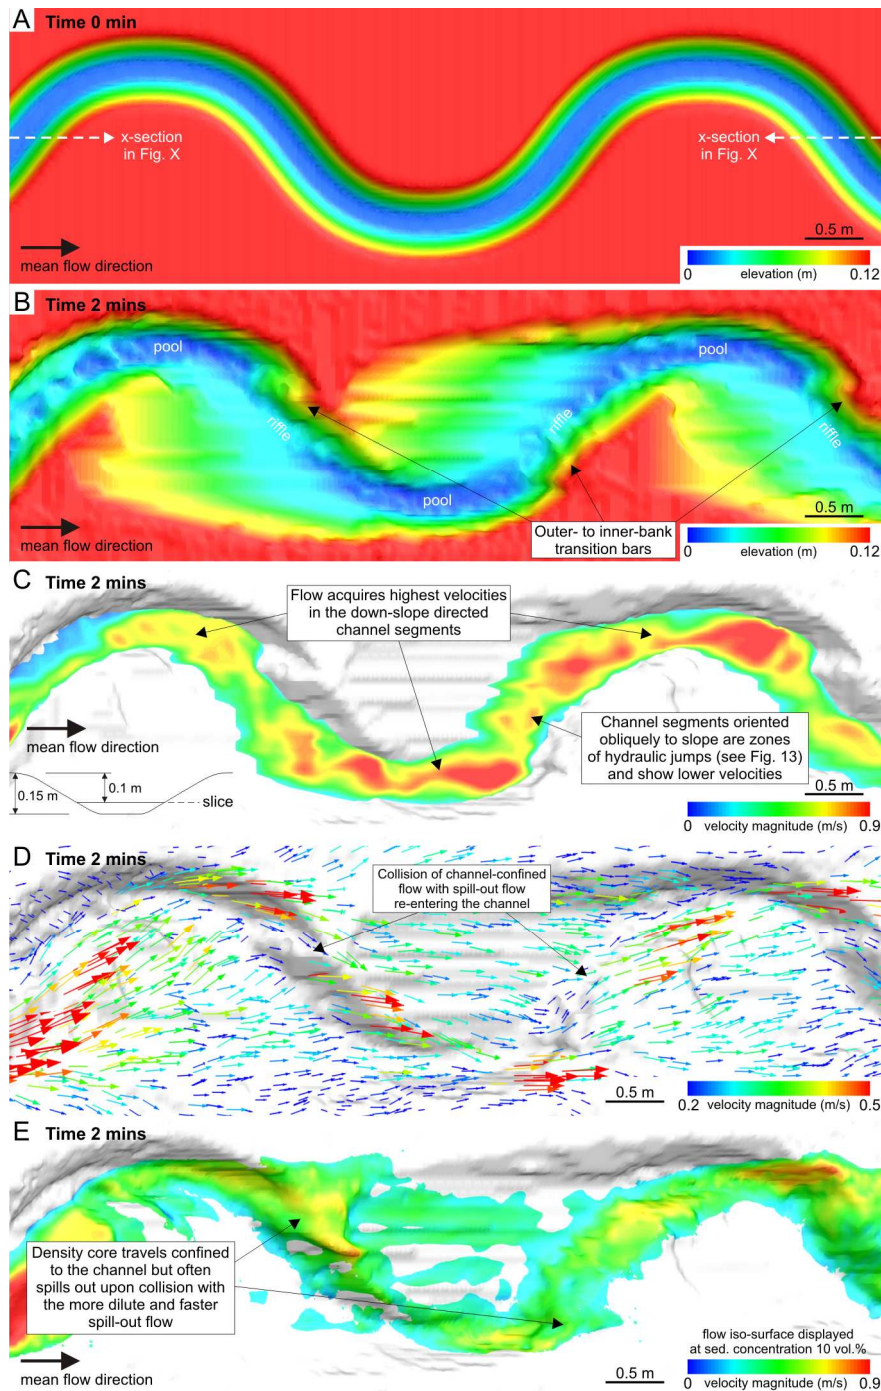 A Time 0 min
x-section
in Fig. X
x-section
in Fig. X
mean flow direction
0.5 m
0 elevation (m) 0.12
B Time 2 mins
pool
riffle
pool
riffle
pool
riffle
Outer- to inner-bank
transition bars
mean flow direction
0.5 m
0 elevation (m) 0.12
C Time 2 mins
Flow acquires highest velocities
in the down-slope directed
channel segments
mean flow direction
Channel segments oriented
obliquely to slope are zones
of hydraulic jumps (see Fig. 13)
and show lower velocities
0.15 m
0.1 m
slice
0.5 m
0 velocity magnitude (m/s) 0.9
D Time 2 mins
Collision of channel-confined
flow with spill-out flow
re-entering the channel
0.5 m
0.2 velocity magnitude (m/s) 0.5
E Time 2 mins
Density core travels confined
to the channel but often
spills out upon collision with
the more dilute and faster
spill-out flow
mean flow direction
0.5 m
flow iso-surface displayed
at sed. concentration 10 vol.%
0 velocity magnitude (m/s) 0.9